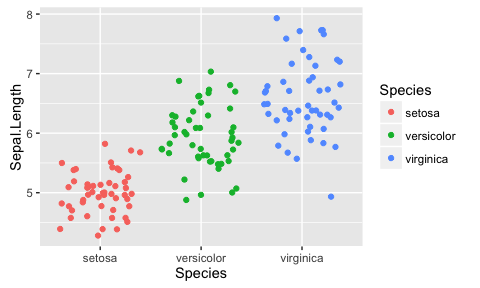 8
7
6
5
Sepal.Length
setosa
versicolor
virginica
Species
Species
setosa
versicolor
virginica